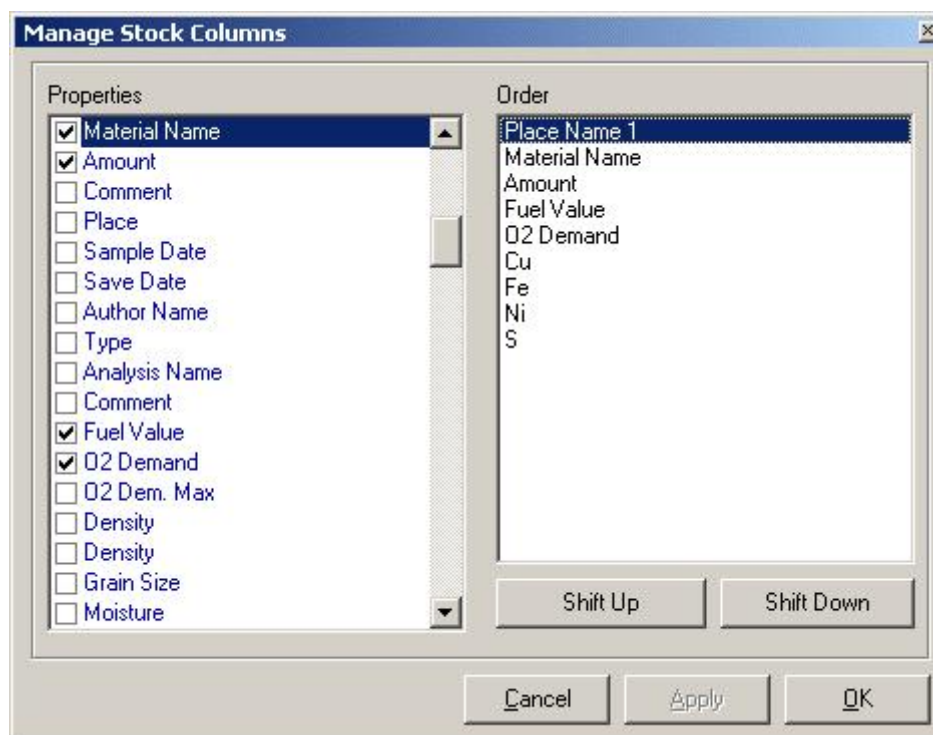 Manage Stock Columns
Properties
Material Name
Amount
Comment
Place
Sample Date
Save Date
Author Name
Type
Analysis Name
Comment
Fuel Value
O2 Demand
O2 Dem. Max
Density
Density
Grain Size
Moisture
Order
Place Name 1
Material Name
Amount
Fuel Value
O2 Demand
Cu
Fe
Ni
S
Shift Up
Shift Down
Cancel
Apply
OK